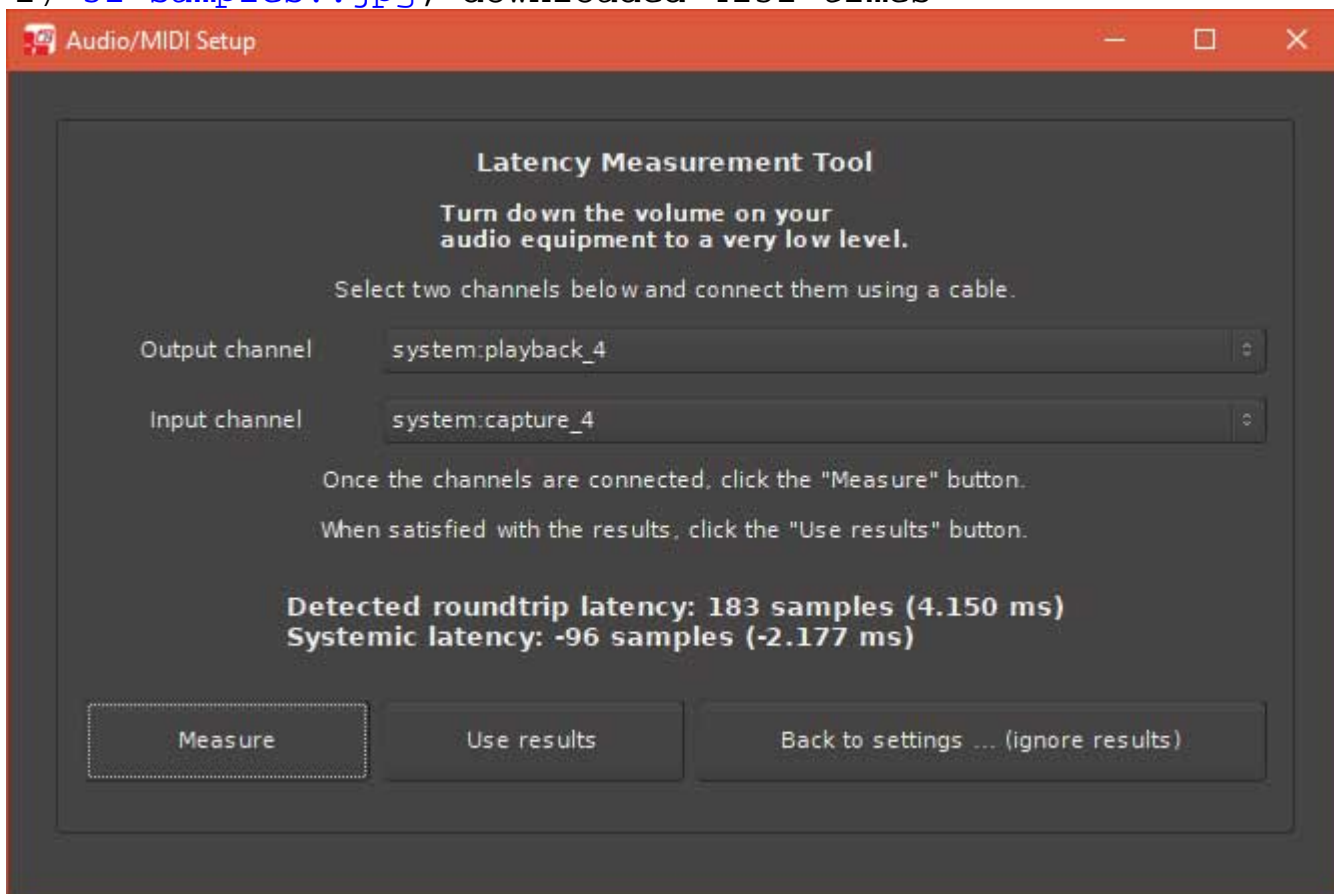 Audio/MIDI Setup
Latency Measurement Tool
Turn down the volume on your
audio equipment to a very low level.
Select two channels below and connect them using a cable.
Output channel system:playback_4
Input channel system:capture_4
Once the channels are connected, click the "Measure" button.
When satisfied with the results, click the "Use results" button.
Detected roundtrip latency: 183 samples (4.150 ms)
Systemic latency: -96 samples (-2.177 ms)
Measure Use results Back to settings ... (ignore results)